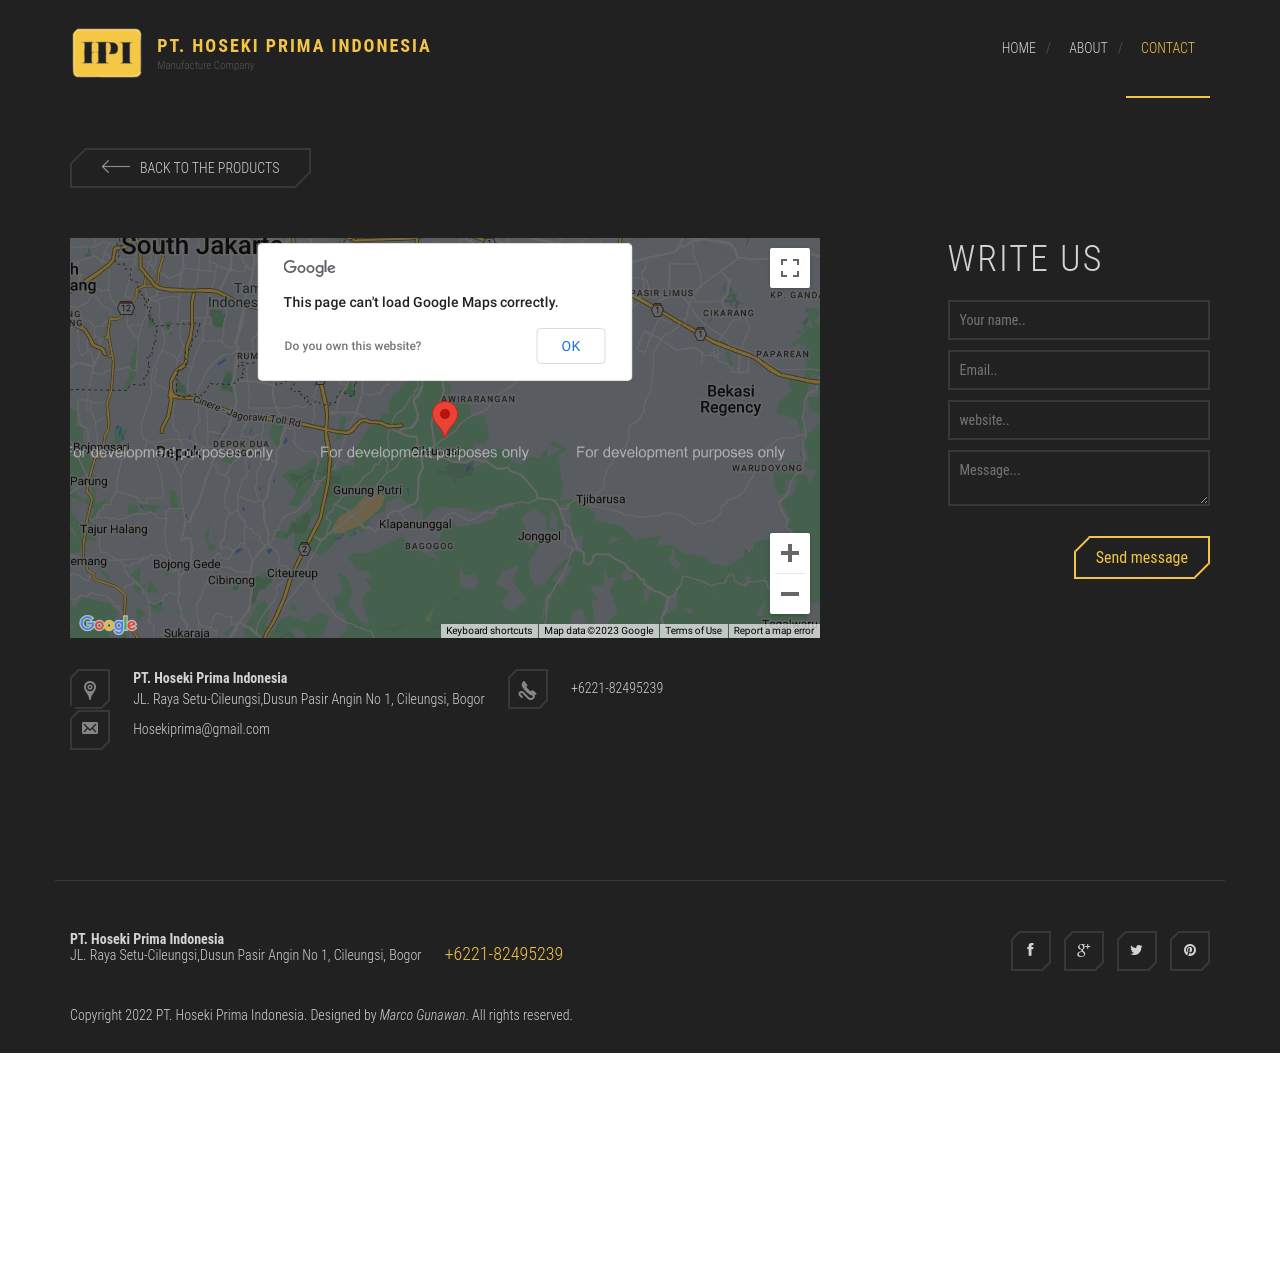 IPI
PT. HOSEKI PRIMA INDONESIA
Manufacture Company
HOME / ABOUT / CONTACT
BACK TO THE PRODUCTS
South Jakarta
Google
This page can't load Google Maps correctly.
Do you own this website?
OK
PASIR LIMUS
KP. GANDA
CIKARANG
PAPAREAN
Bekasi
Regency
AWIRARANGAN
Cinere - Jagorawi Toll Rd
DEPOK DUA
Bojongsari
Depok
For development purposes only
For development purposes only
For development purposes only
WARUDOYONG
Parung
Gunung Putri
Tjibarusa
Tajur Halang
Klapanunggal
Jonggol
BAGOGOG
Bojong Gede
Citeureup
Cibinong
Sukaraja
Google
Keyboard shortcuts
Map data ©2023 Google
Terms of Use
Report a map error
WRITE US
Your name..
Email..
website..
Message...
Send message
PT. Hoseki Prima Indonesia
JL. Raya Setu-Cileungsi,Dusun Pasir Angin No 1, Cileungsi, Bogor
+6221-82495239
Hosekiprima@gmail.com
PT. Hoseki Prima Indonesia
JL. Raya Setu-Cileungsi,Dusun Pasir Angin No 1, Cileungsi, Bogor
+6221-82495239
Copyright 2022 PT. Hoseki Prima Indonesia. Designed by Marco Gunawan. All rights reserved.